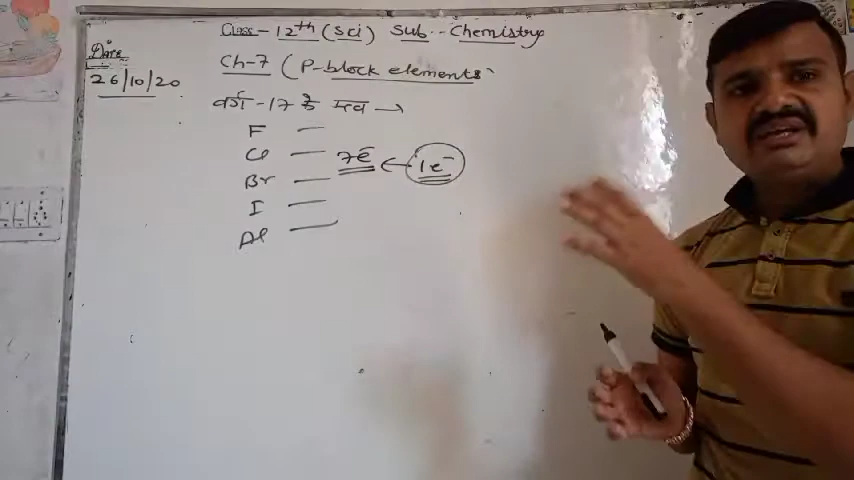 Class - 12th (Sci) Sub .. Chemistry
Date
26/10/20
Ch-7 ( P-block elements
वर्ग -17 के तत्व →
F —
Cl — 7e ← 1e⁻
Br —
I —
At —